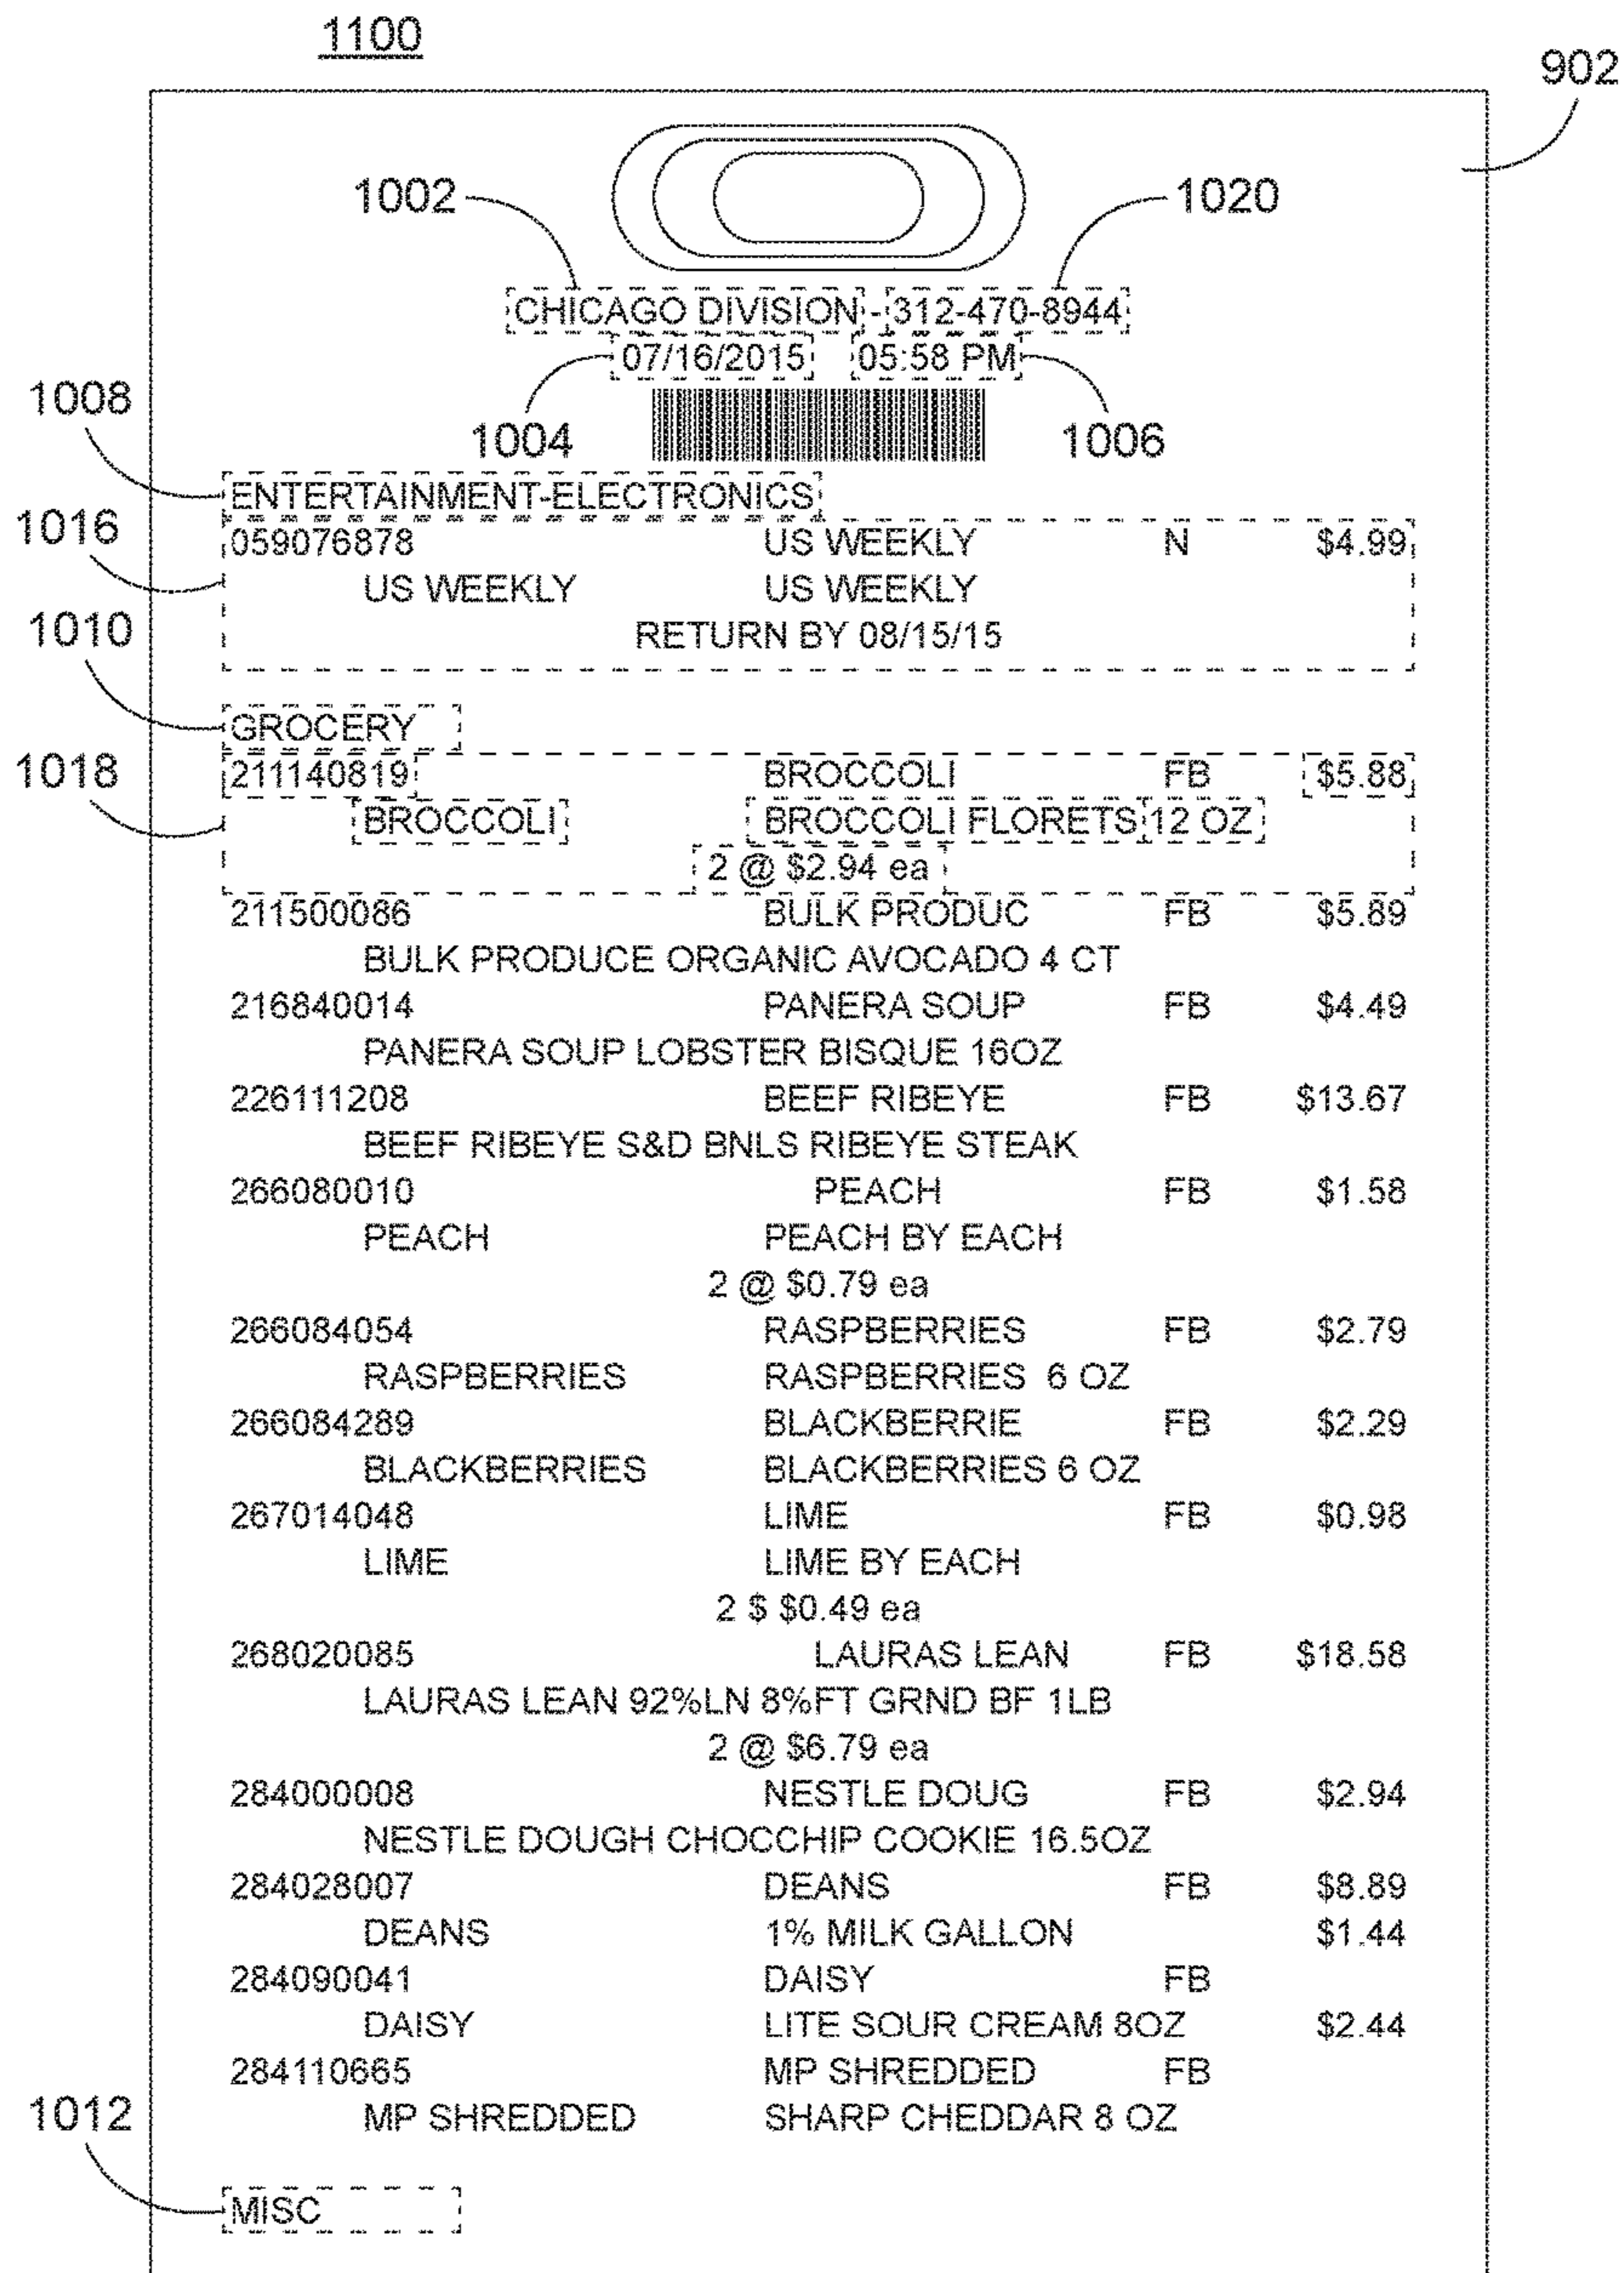 1100
902
1002
1020
CHICAGO DIVISION - 312-470-8944
07/16/2015 05:58 PM
1008
1004
1006
ENTERTAINMENT-ELECTRONICS
1016
059076878 US WEEKLY N $4.99
US WEEKLY US WEEKLY
1010
RETURN BY 08/15/15
GROCERY
1018
211140819 BROCCOLI FB $5.88
BROCCOLI BROCCOLI FLORETS 12 OZ
2 @ $2.94 ea
211500086 BULK PRODUC FB $5.89
BULK PRODUCE ORGANIC AVOCADO 4 CT
216840014 PANERA SOUP FB $4.49
PANERA SOUP LOBSTER BISQUE 16OZ
226111208 BEEF RIBEYE FB $13.67
BEEF RIBEYE S&D BNLS RIBEYE STEAK
266080010 PEACH FB $1.58
PEACH PEACH BY EACH
2 @ $0.79 ea
266084054 RASPBERRIES FB $2.79
RASPBERRIES RASPBERRIES 6 OZ
266084289 BLACKBERRIE FB $2.29
BLACKBERRIES BLACKBERRIES 6 OZ
267014048 LIME FB $0.98
LIME LIME BY EACH
2 $ $0.49 ea
268020085 LAURAS LEAN FB $18.58
LAURAS LEAN 92%LN 8%FT GRND BF 1LB
2 @ $6.79 ea
284000008 NESTLE DOUG FB $2.94
NESTLE DOUGH CHOCCHIP COOKIE 16.5OZ
284028007 DEANS FB $8.89
DEANS 1% MILK GALLON $1.44
284090041 DAISY FB
DAISY LITE SOUR CREAM 8OZ $2.44
284110665 MP SHREDDED FB
1012
MP SHREDDED SHARP CHEDDAR 8 OZ
MISC